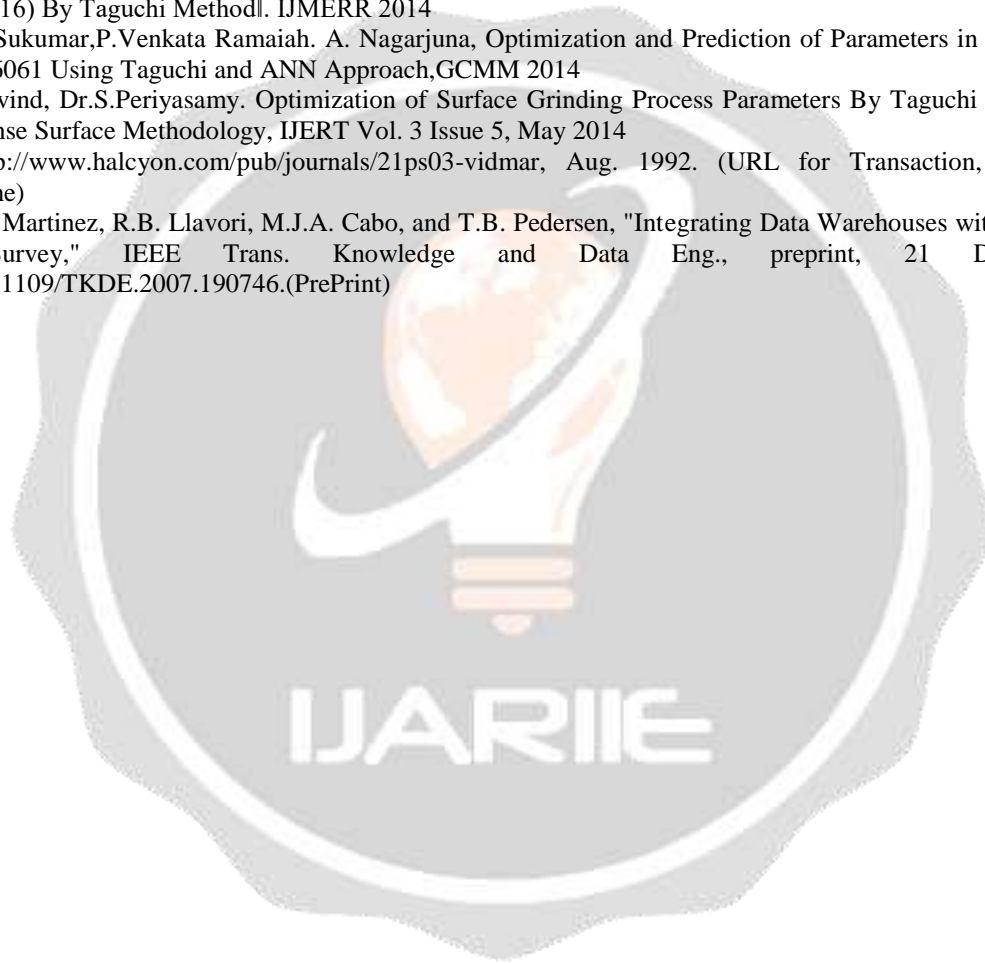 16) By Taguchi Method‖. IJMERR 2014
Sukumar,P.Venkata Ramaiah. A. Nagarjuna, Optimization and Prediction of Parameters in
6061 Using Taguchi and ANN Approach,GCMM 2014
vind, Dr.S.Periyasamy. Optimization of Surface Grinding Process Parameters By Taguchi
nse Surface Methodology, IJERT Vol. 3 Issue 5, May 2014
p://www.halcyon.com/pub/journals/21ps03-vidmar, Aug. 1992. (URL for Transaction,
ne)
Martinez, R.B. Llavori, M.J.A. Cabo, and T.B. Pedersen, "Integrating Data Warehouses wit
urvey," IEEE Trans. Knowledge and Data Eng., preprint, 21 D
1109/TKDE.2007.190746.(PrePrint)
IJARIIE